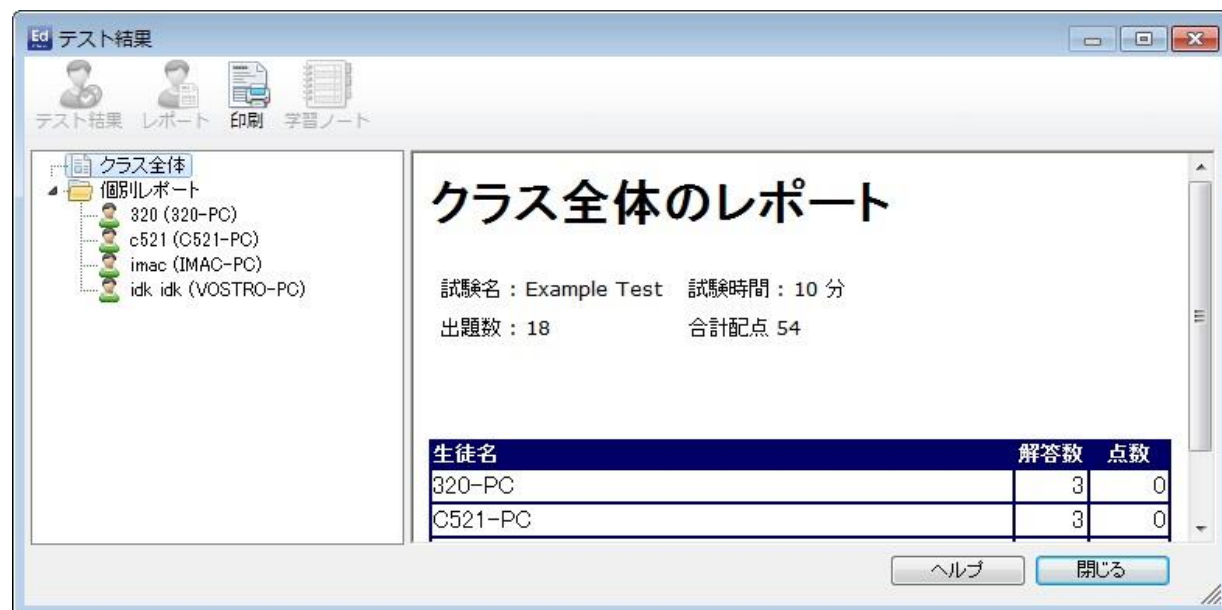 Ed テスト結果
テスト結果 レポート 印刷 学習ノート
クラス全体
個別レポート
320 (320-PC)
c521 (C521-PC)
imac (IMAC-PC)
idk idk (VOSTRO-PC)
クラス全体のレポート
試験名 : Example Test 試験時間 : 10 分
出題数 : 18 合計配点 54
生徒名 解答数 点数
320-PC 3 0
C521-PC 3 0
ヘルプ 閉じる